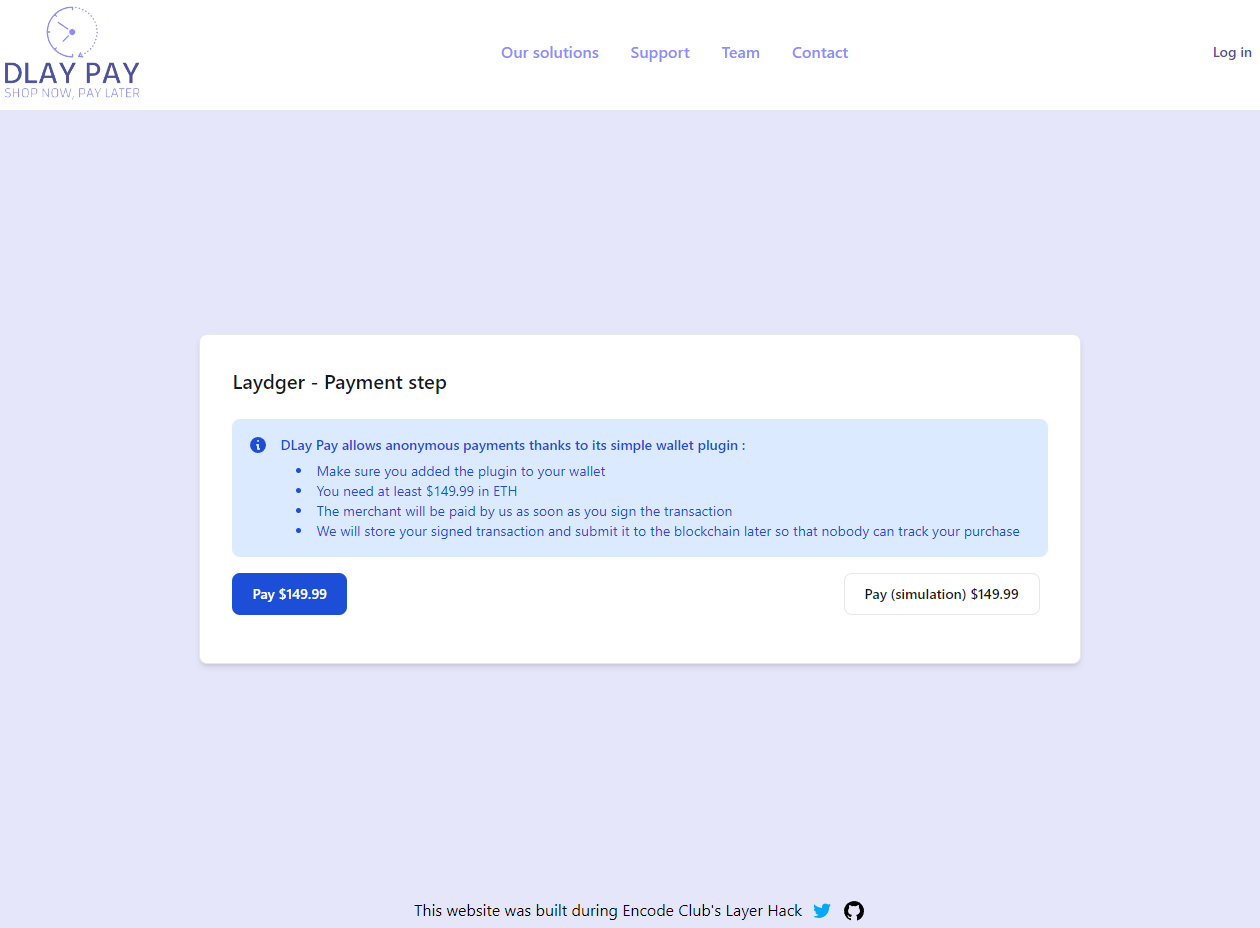 DLAY PAY
SHOP NOW, PAY LATER
Our solutions Support Team Contact
Log in
Laydger - Payment step
DLay Pay allows anonymous payments thanks to its simple wallet plugin :
Make sure you added the plugin to your wallet
You need at least $149.99 in ETH
The merchant will be paid by us as soon as you sign the transaction
We will store your signed transaction and submit it to the blockchain later so that nobody can track your purchase
Pay $149.99
Pay (simulation) $149.99
This website was built during Encode Club's Layer Hack